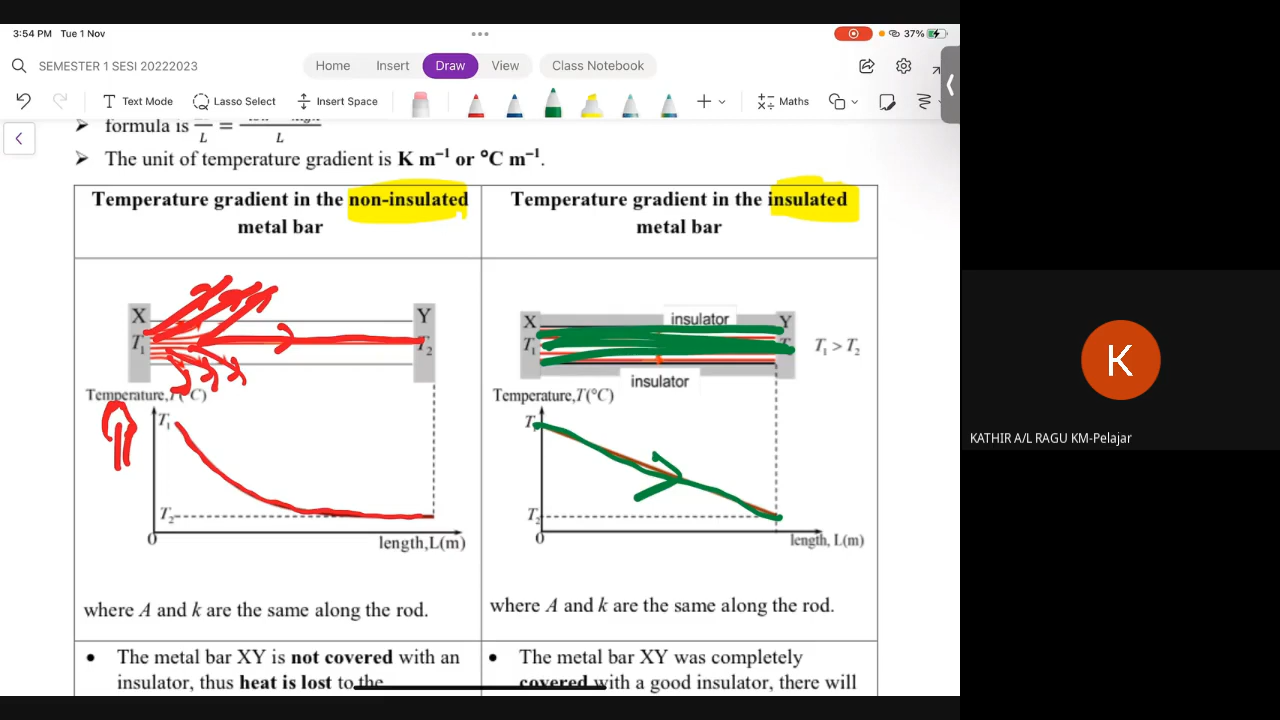 3:54 PM Tue 1 Nov
37%
SEMESTER 1 SESI 20222023
Home Insert Draw View Class Notebook
Text Mode Lasso Select Insert Space Maths
formula is
L = L
The unit of temperature gradient is K m⁻¹ or °C m⁻¹.
Temperature gradient in the non-insulated
metal bar
Temperature gradient in the insulated
metal bar
X Y
T₁ T₂
Temperature,T(°C)
T₁
T₂
0
length,L(m)
where A and k are the same along the rod.
insulator
X Y
T₁ T₁ > T₂
insulator
Temperature,T(°C)
T
T₂
0
length, L(m)
where A and k are the same along the rod.
• The metal bar XY is not covered with an
insulator, thus heat is lost to the
• The metal bar XY was completely
covered with a good insulator, there will
K
KATHIR A/L RAGU KM-Pelajar